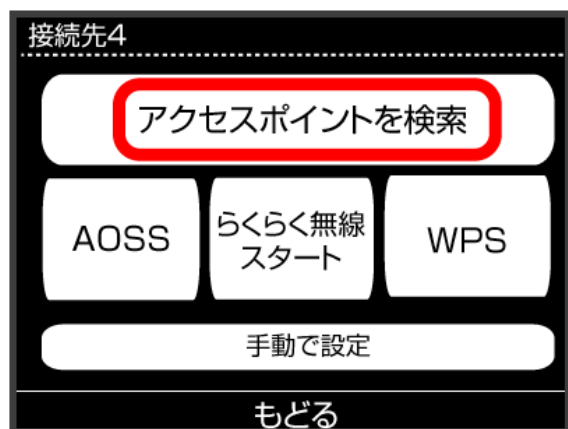 接続先4
アクセスポイントを検索
AOSS
らくらく無線
スタート
WPS
手動で設定
もどる